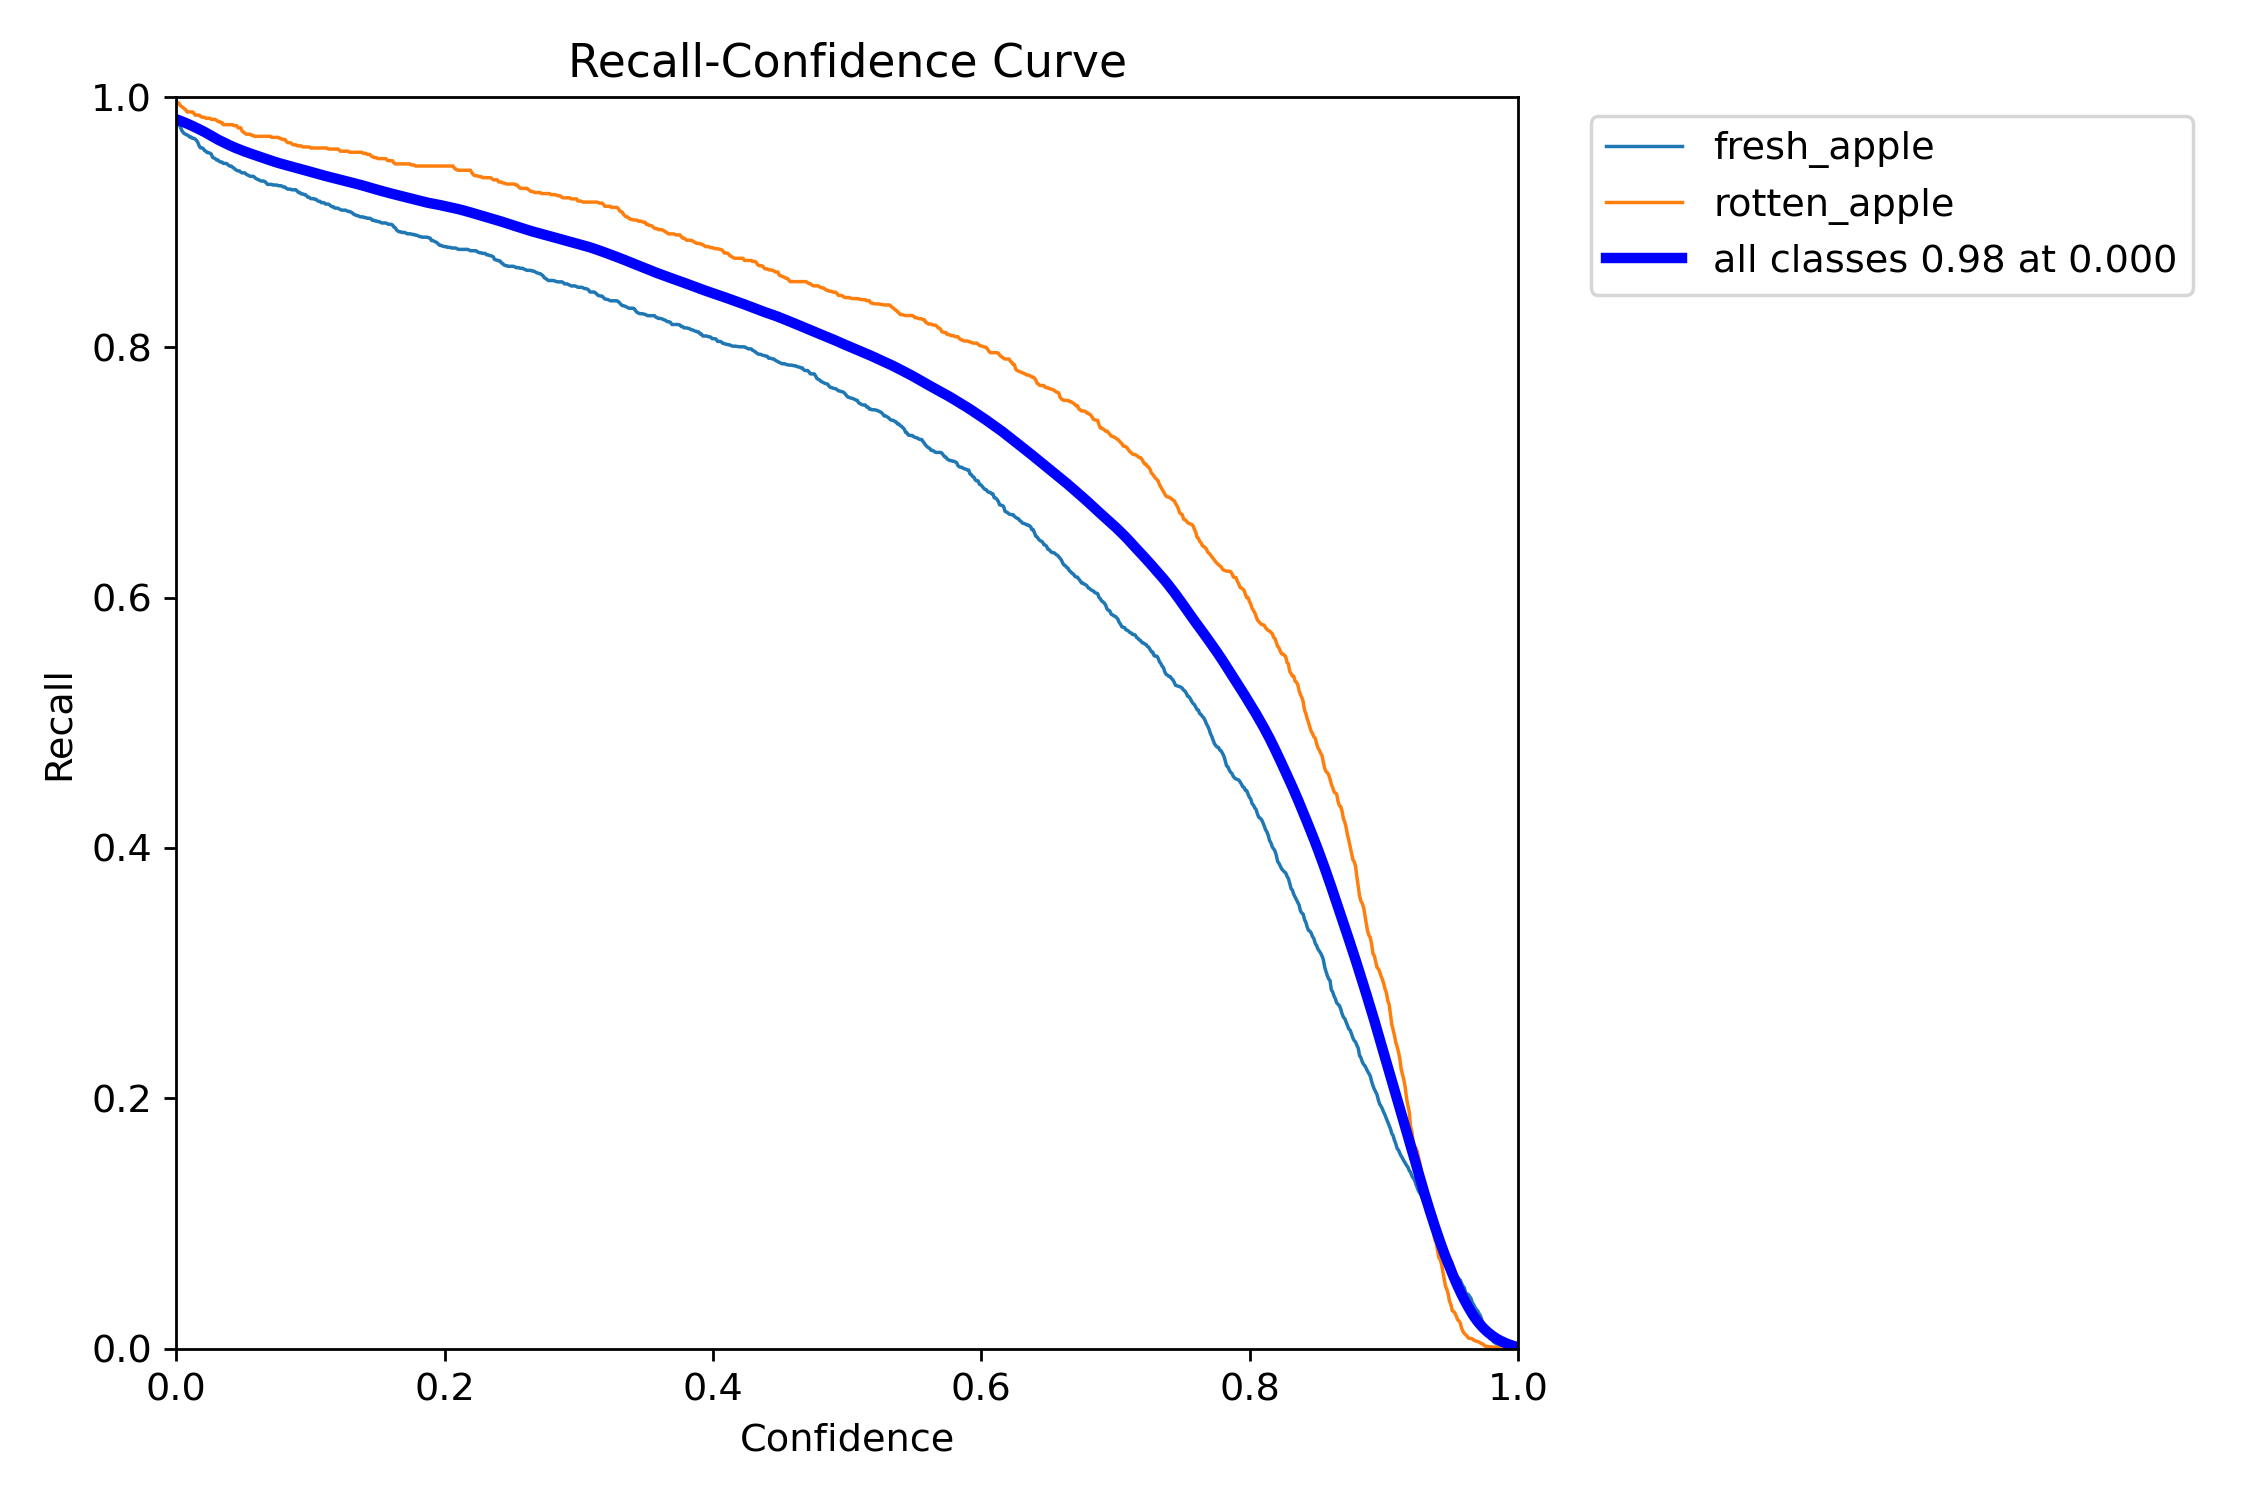 Recall-Confidence Curve
fresh_apple
rotten_apple
all classes 0.98 at 0.000
1.0
0.8
0.6
0.4
0.2
0.0
Recall
0.0 0.2 0.4 0.6 0.8 1.0
Confidence